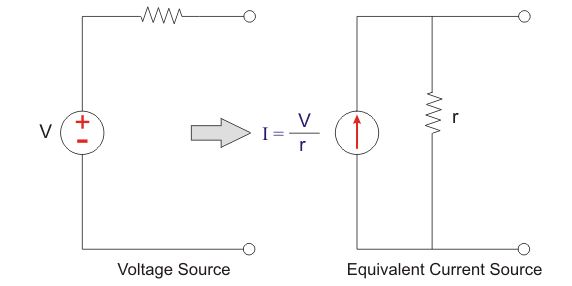 V
+
-
I = V
r
r
Voltage Source
Equivalent Current Source